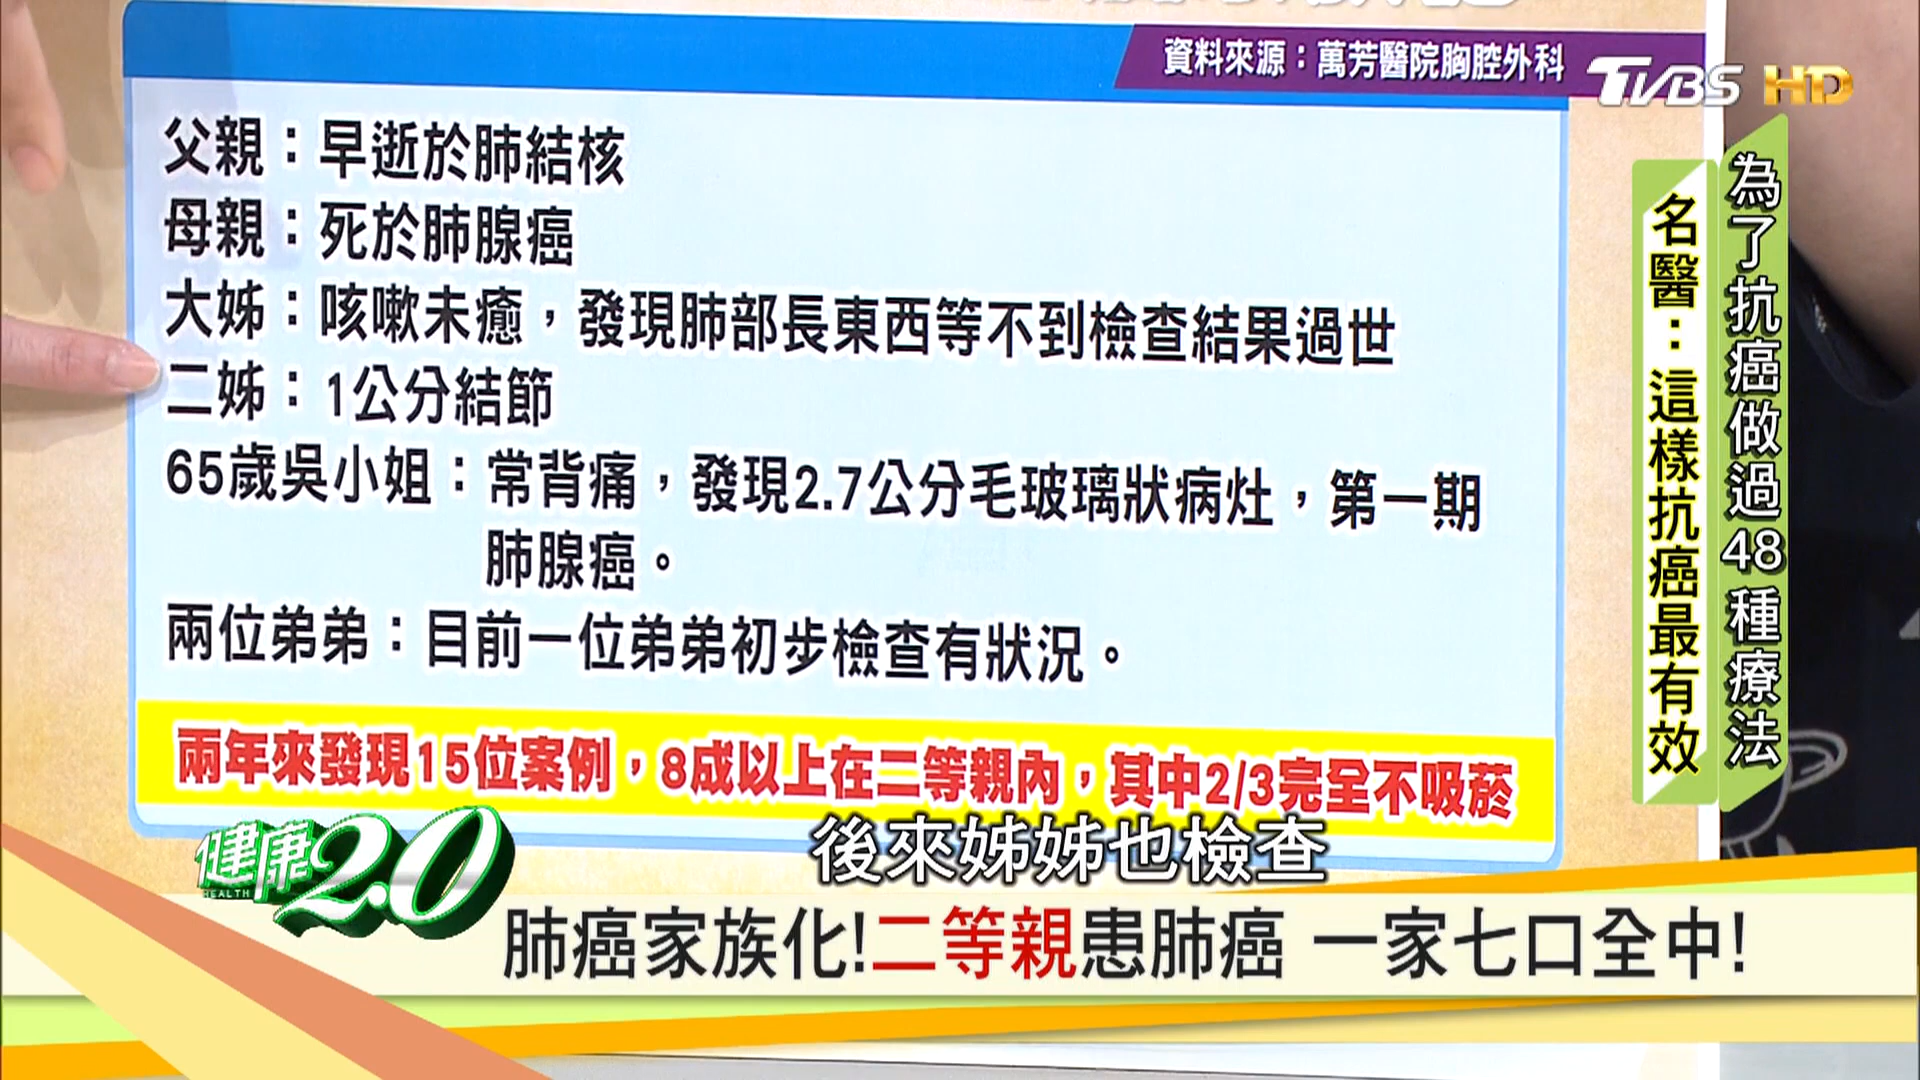 資料來源：萬芳醫院胸腔外科
TVBS HD
父親：早逝於肺結核
母親：死於肺腺癌
大姊：咳嗽未癒，發現肺部長東西等不到檢查結果過世
二姊：1公分結節
65歲吳小姐：常背痛，發現2.7公分毛玻璃狀病灶，第一期
肺腺癌。
兩位弟弟：目前一位弟弟初步檢查有狀況。
兩年來發現15位案例，8成以上在二等親內，其中2/3完全不吸菸
為了抗癌做過48種療法
名醫：這樣抗癌最有效
後來姊姊也檢查
健康2.0
HEALTH
肺癌家族化!二等親患肺癌 一家七口全中!